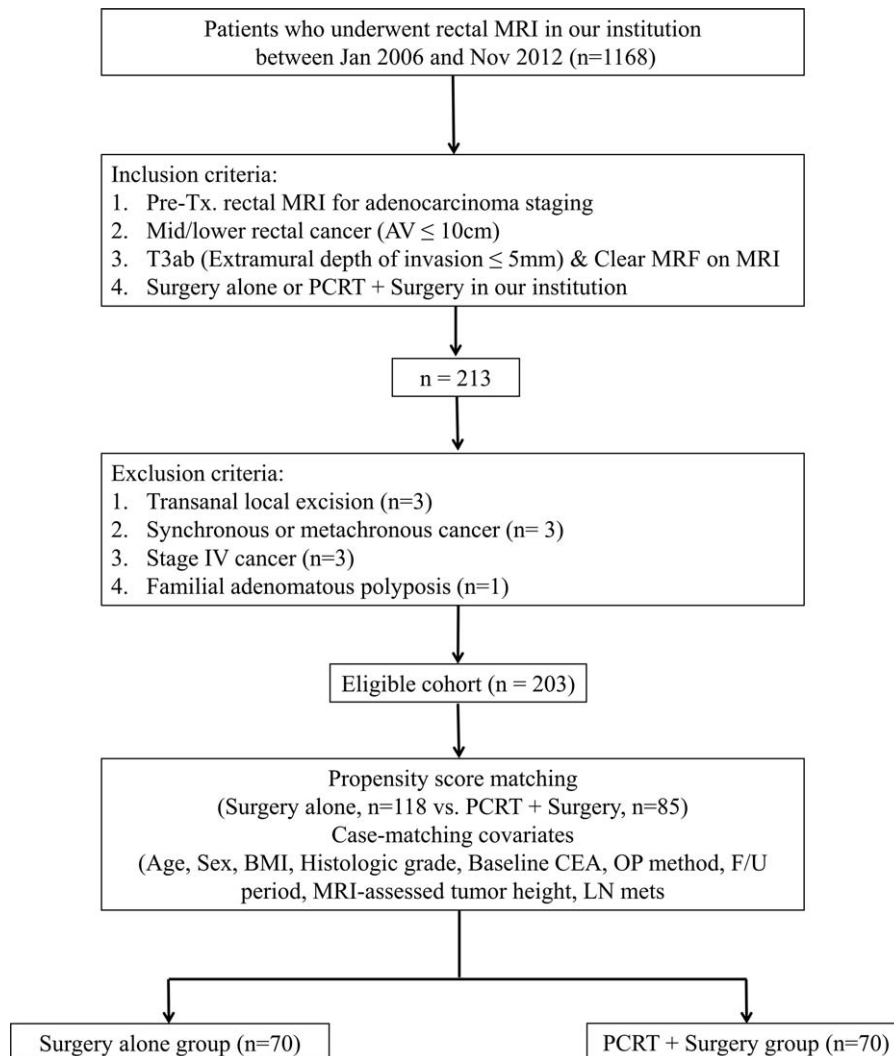 Patients who underwent rectal MRI in our institution
between Jan 2006 and Nov 2012 (n=1168)
Inclusion criteria:
1. Pre-Tx. rectal MRI for adenocarcinoma staging
2. Mid/lower rectal cancer (AV ≤ 10cm)
3. T3ab (Extramural depth of invasion ≤ 5mm) & Clear MRF on MRI
4. Surgery alone or PCRT + Surgery in our institution
n = 213
Exclusion criteria:
1. Transanal local excision (n=3)
2. Synchronous or metachronous cancer (n= 3)
3. Stage IV cancer (n=3)
4. Familial adenomatous polyposis (n=1)
Eligible cohort (n = 203)
Propensity score matching
(Surgery alone, n=118 vs. PCRT + Surgery, n=85)
Case-matching covariates
(Age, Sex, BMI, Histologic grade, Baseline CEA, OP method, F/U
period, MRI-assessed tumor height, LN mets
Surgery alone group (n=70)
PCRT + Surgery group (n=70)